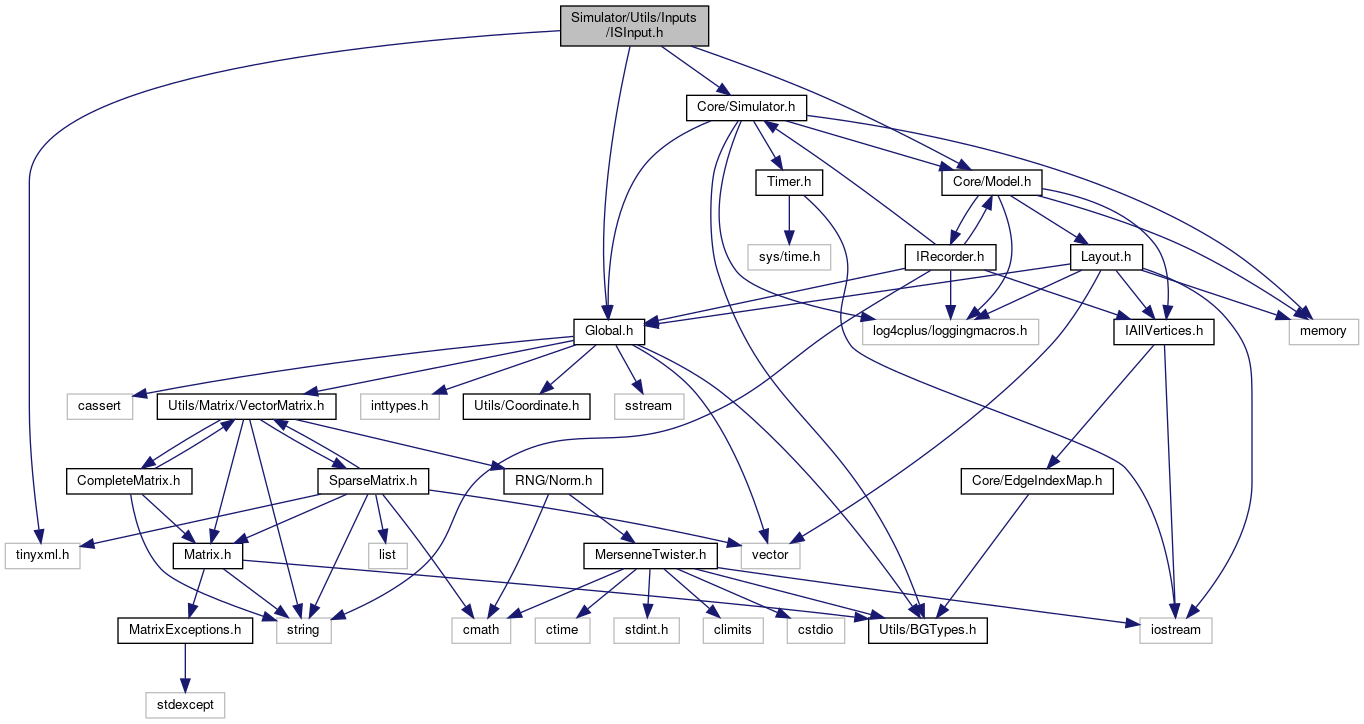 Simulator/Utils/Inputs
/ISInput.h
Core/Simulator.h
Timer.h
Core/Model.h
sys/time.h
IRecorder.h
Layout.h
Global.h
log4cplus/loggingmacros.h
IAllVertices.h
memory
cassert
Utils/Matrix/VectorMatrix.h
inttypes.h
Utils/Coordinate.h
sstream
CompleteMatrix.h
SparseMatrix.h
RNG/Norm.h
Core/EdgeIndexMap.h
tinyxml.h
Matrix.h
list
MersenneTwister.h
vector
MatrixExceptions.h
string
cmath
ctime
stdint.h
climits
cstdio
Utils/BGTypes.h
iostream
stdexcept